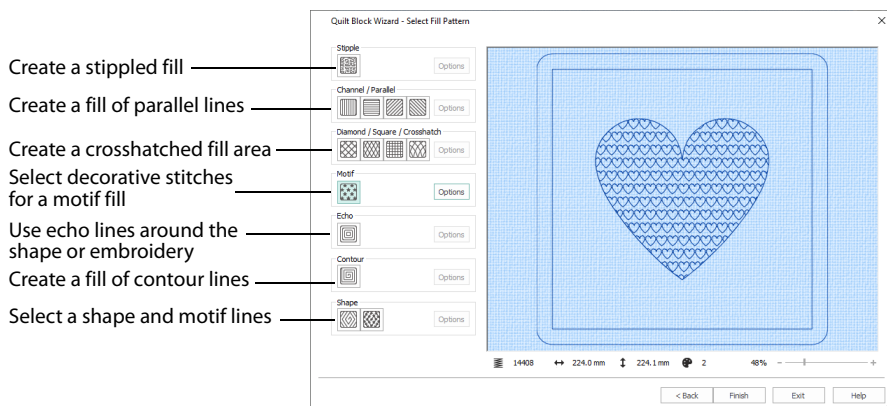 Quilt Block Wizard - Select Fill Pattern
Create a stippled fill
Stipple
Options
Create a fill of parallel lines
Channel / Parallel
Options
Create a crosshatched fill area
Diamond / Square / Crosshatch
Options
Select decorative stitches
for a motif fill
Motif
Options
Use echo lines around the
shape or embroidery
Echo
Options
Create a fill of contour lines
Contour
Options
Select a shape and motif lines
Shape
Options
14408 224.0 mm 224.1 mm 2 48%
< Back Finish Exit Help